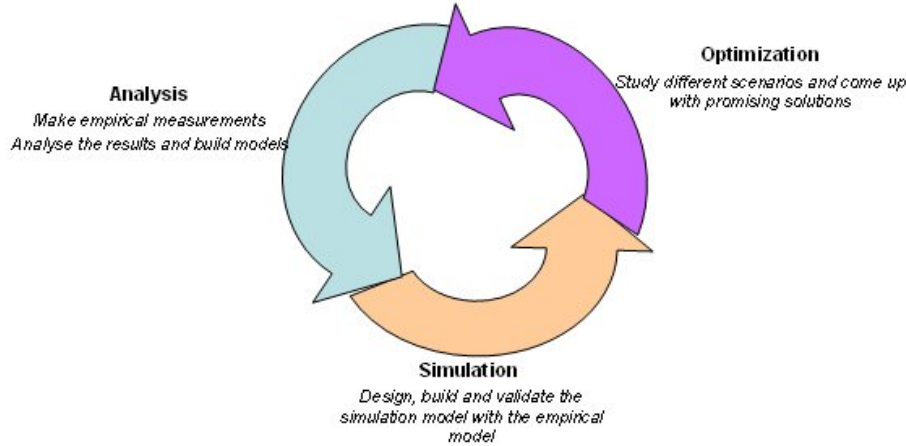 Optimization
Study different scenarios and come up
with promising solutions
Analysis
Make empirical measurements
Analyse the results and build models
Simulation
Design, build and validate the
simulation model with the empirical
model